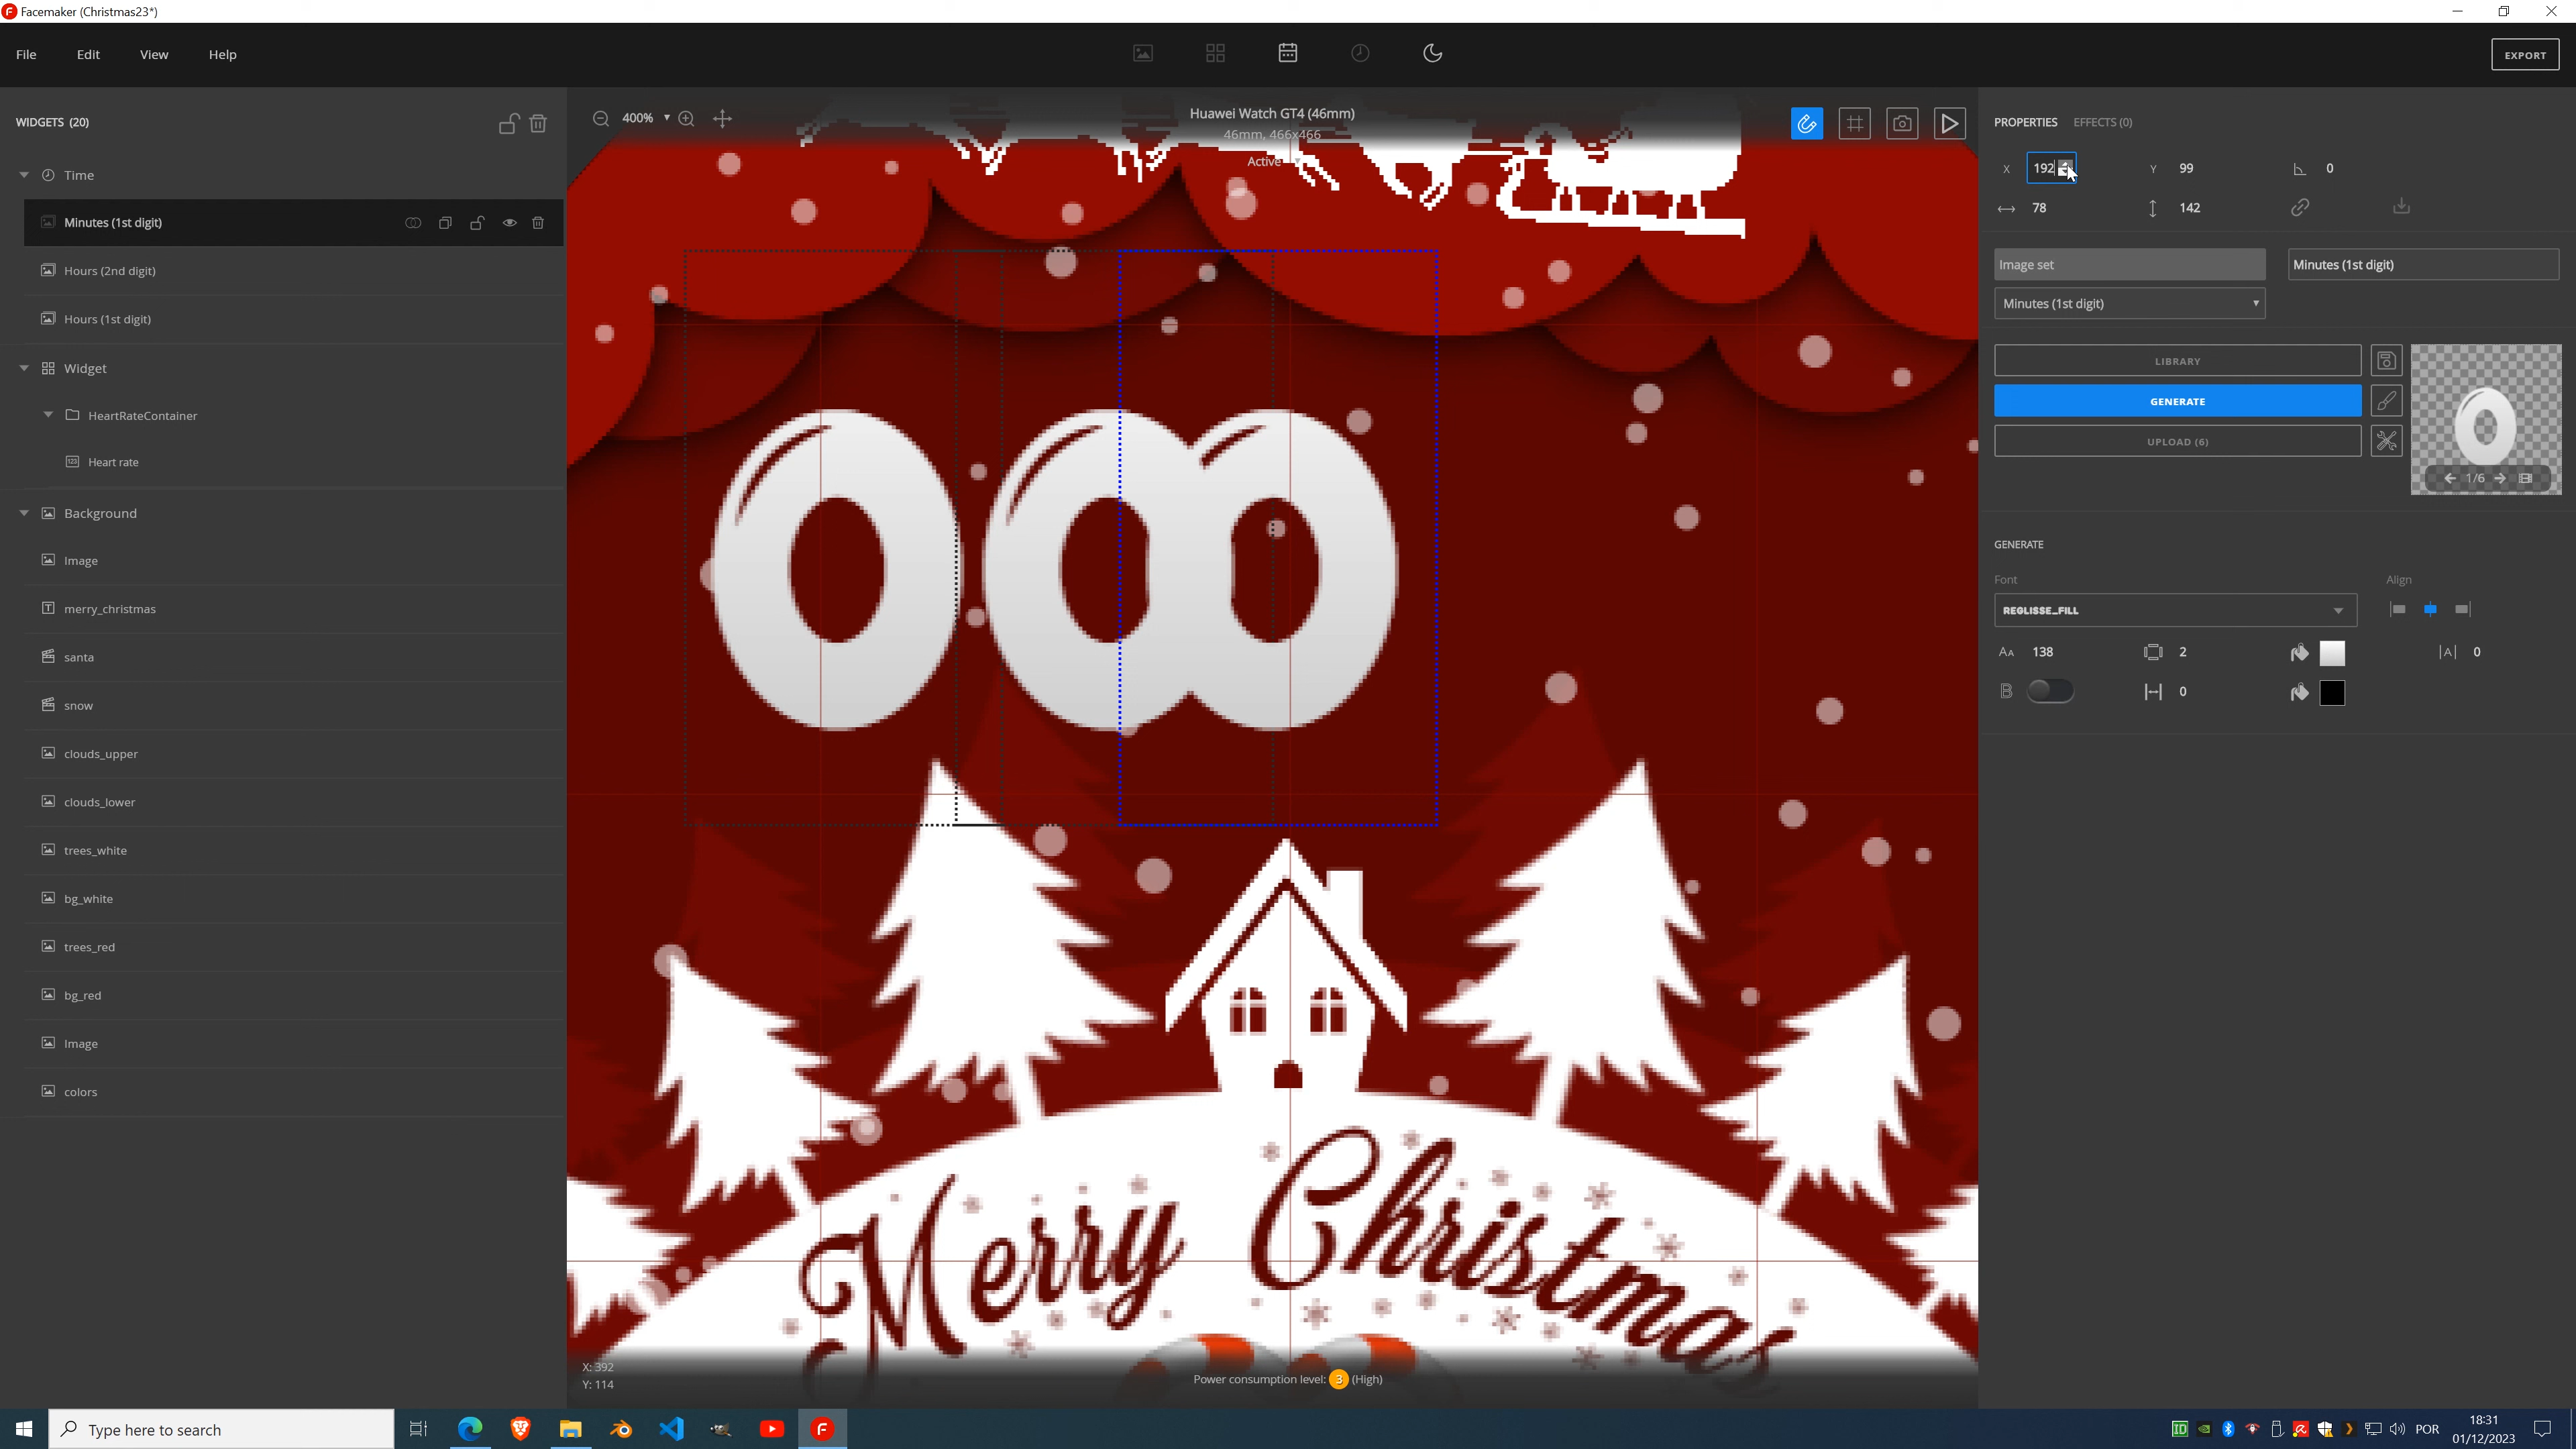 Facemaker (Christmas23*)
File Edit View Help
EXPORT
WIDGETS (20)
Time
Minutes (1st digit)
Hours (2nd digit)
Hours (1st digit)
Widget
HeartRateContainer
123 Heart rate
Background
Image
T merry_christmas
santa
snow
clouds_upper
clouds_lower
trees_white
bg_white
trees_red
bg_red
Image
colors
400%
Huawei Watch GT4 (46mm)
46mm, 466x466
Active
000
Merry Christmas
X: 392
Y: 114
Power consumption level: 3 (High)
PROPERTIES EFFECTS (0)
X 192 Y 99 0
78 142
Image set Minutes (1st digit)
Minutes (1st digit)
LIBRARY
GENERATE
UPLOAD (6)
0
1/6
GENERATE
Font Align
REGLISSE_FILL
AA 138 2 |A| 0
B 0
Type here to search
F
ID
POR
18:31
01/12/2023